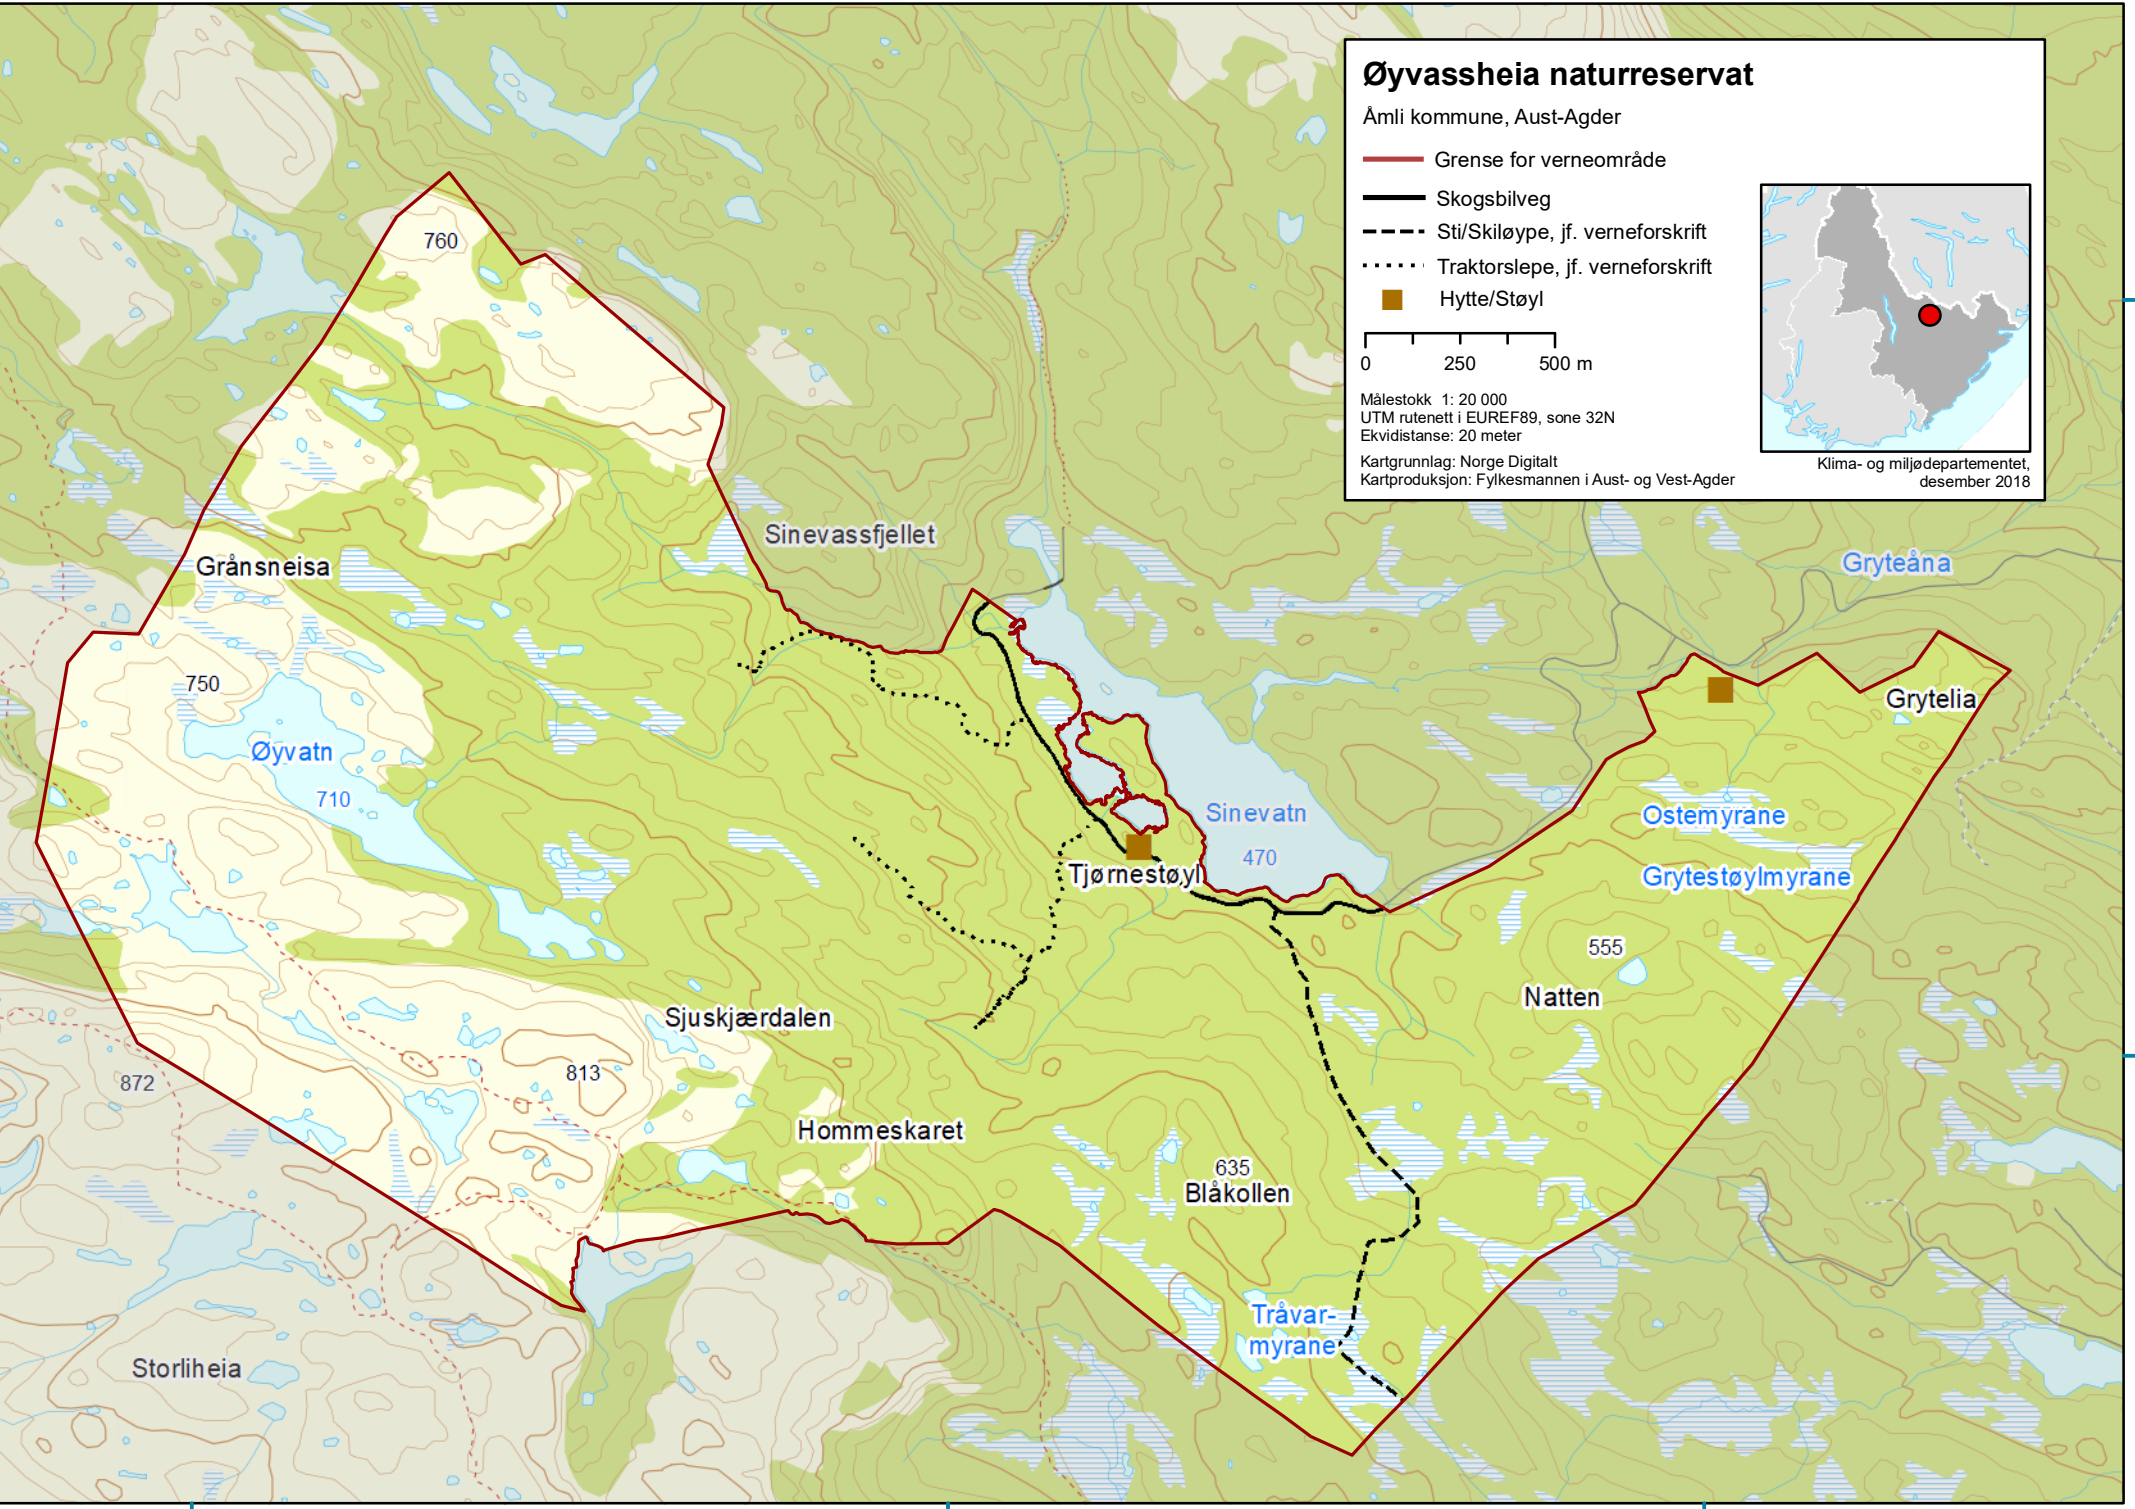 Øyvassheia naturreservat
Åmli kommune, Aust-Agder
Grense for verneområde
Skogsbilveg
Sti/Skiløype, jf. verneforskrift
Traktorslepe, jf. verneforskrift
Hytte/Støyl
0 250 500 m
Målestokk 1: 20 000
UTM rutenett i EUREF89, sone 32N
Ekvidistanse: 20 meter
Kartgrunnlag: Norge Digitalt
Kartproduksjon: Fylkesmannen i Aust- og Vest-Agder
Klima- og miljødepartementet,
desember 2018
760
Sinevassfjellet
Grånsneisa
Gryteåna
750
Grytelia
Øyvatn
710
Sinevatn
470
Ostemyrane
Tjørnestøyl
Grytestøylmyrane
555
Natten
Sjuskjærdalen
813
872
Hommeskaret
635
Blåkollen
Tråvar-
myrane
Storliheia